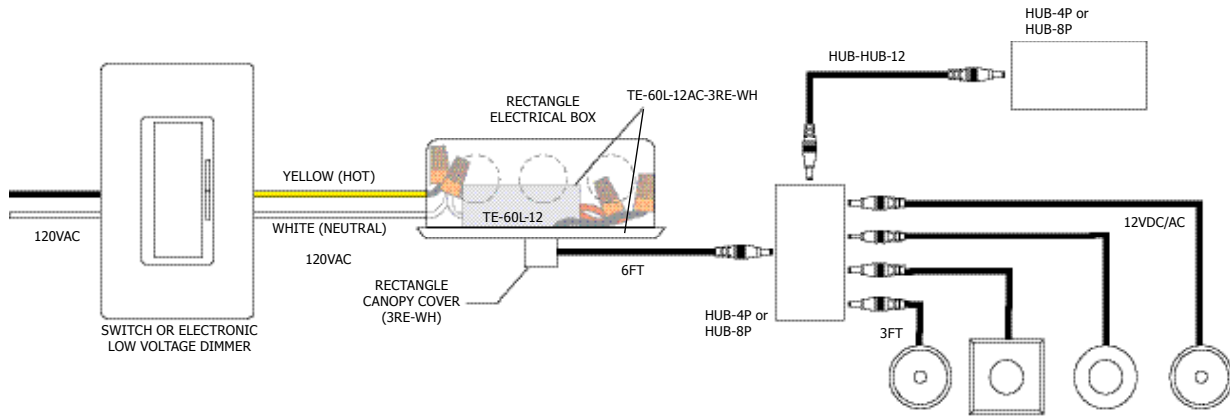 HUB-4P or
HUB-8P
HUB-HUB-12
RECTANGLE
ELECTRICAL BOX
TE-60L-12AC-3RE-WH
YELLOW (HOT)
TE-60L-12
WHITE (NEUTRAL)
120VAC
120VAC
12VDC/AC
6FT
RECTANGLE
CANOPY COVER
(3RE-WH)
HUB-4P or
HUB-8P
3FT
SWITCH OR ELECTRONIC
LOW VOLTAGE DIMMER